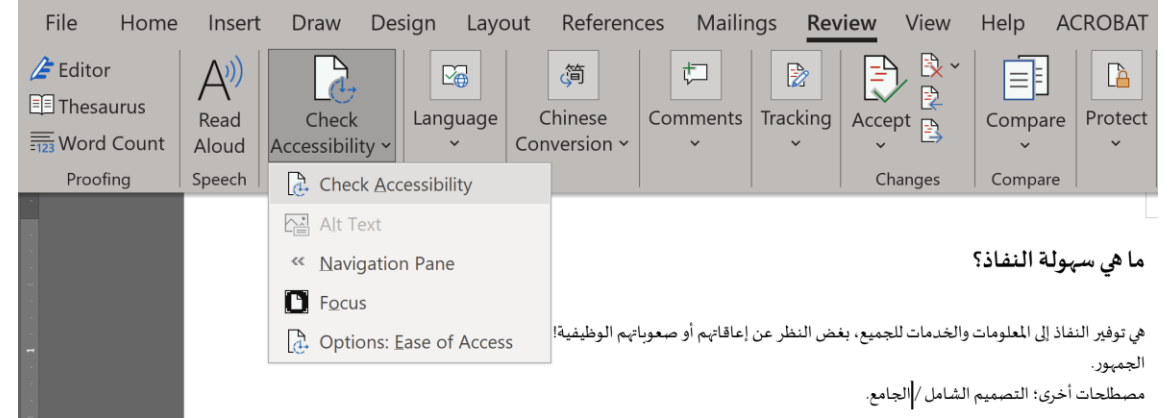 File Home Insert Draw Design Layout References Mailings Review View Help ACROBAT
Editor
Thesaurus
123 Word Count
Proofing
Read
Aloud
Speech
Check
Accessibility
Language
简
Chinese
Conversion
Comments
Tracking
Accept
Changes
Compare
Compare
Protect
Check Accessibility
Alt Text
Navigation Pane
Focus
Options: Ease of Access
1
ما هي سهولة النفاذ؟
هي توفير النفاذ إلى المعلومات والخدمات للجميع، بغض النظر عن إعاقاتهم أو صعوباتهم الوظيفية!
الجمهور.
مصطلحات أخرى؛ التصميم الشامل / الجامع.